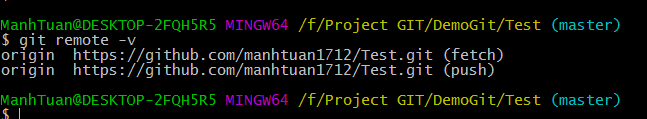 ManhTuan@DESKTOP-2FQH5R5 MINGW64 /f/Project GIT/DemoGit/Test (master)
$ git remote -v
origin  https://github.com/manhtuan1712/Test.git (fetch)
origin  https://github.com/manhtuan1712/Test.git (push)
ManhTuan@DESKTOP-2FQH5R5 MINGW64 /f/Project GIT/DemoGit/Test (master)
$